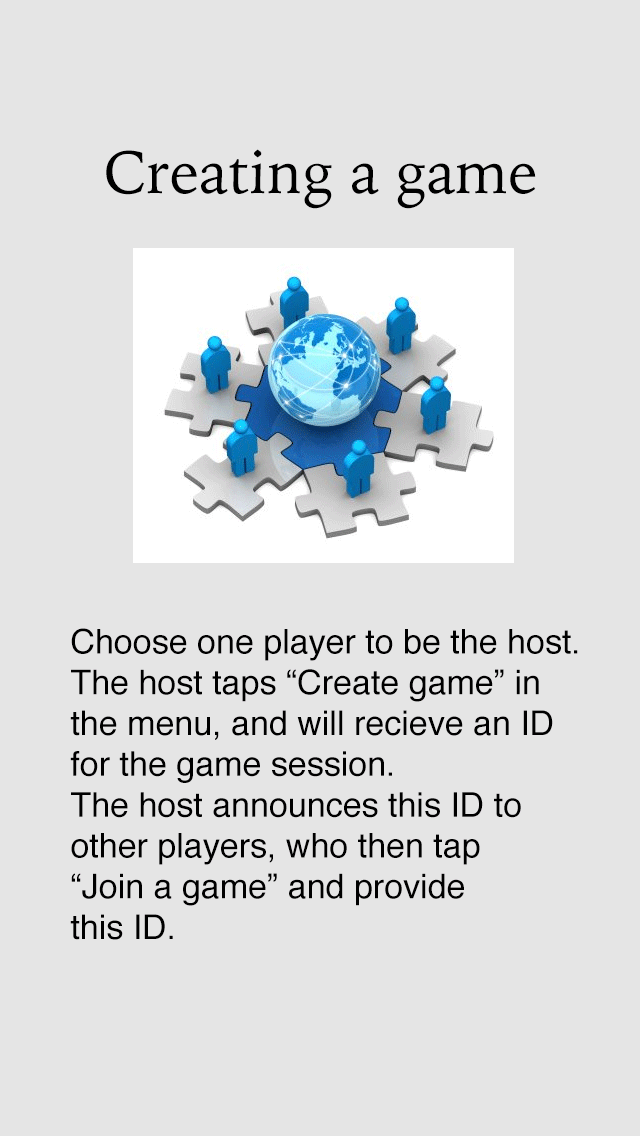 Creating a game
Choose one player to be the host.
The host taps “Create game” in
the menu, and will recieve an ID
for the game session.
The host announces this ID to
other players, who then tap
“Join a game” and provide
this ID.